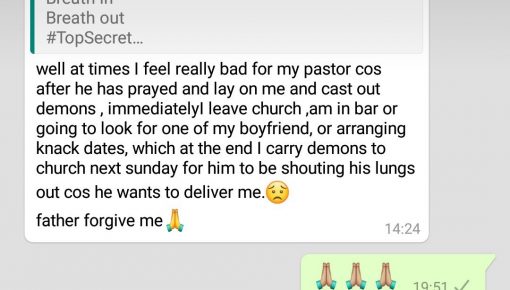 Breath in
Breath out
#TopSecret...
well at times I feel really bad for my pastor cos
after he has prayed and lay on me and cast out
demons , immediatelyI leave church ,am in bar or
going to look for one of my boyfriend, or arranging
knack dates, which at the end I carry demons to
church next sunday for him to be shouting his lungs
out cos he wants to deliver me.😟
father forgive me🙏
14:24
🙏🙏🙏 19:51 ✓